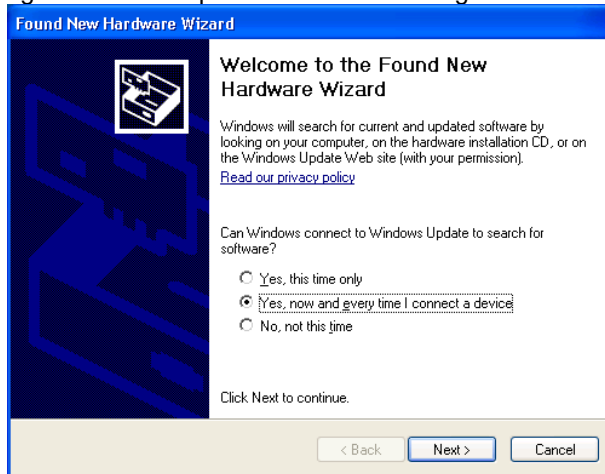 Found New Hardware Wizard
Welcome to the Found New
Hardware Wizard
Windows will search for current and updated software by
looking on your computer, on the hardware installation CD, or on
the Windows Update Web site (with your permission).
Read our privacy policy
Can Windows connect to Windows Update to search for
software?
Yes, this time only
Yes, now and every time I connect a device
No, not this time
Click Next to continue.
< Back
Next >
Cancel